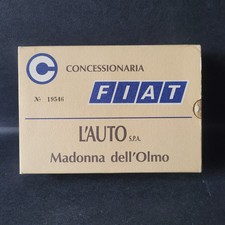 C CONCESSIONARIA
№ 19546
FIAT
L'AUTO S.P.A.
Madonna dell'Olmo